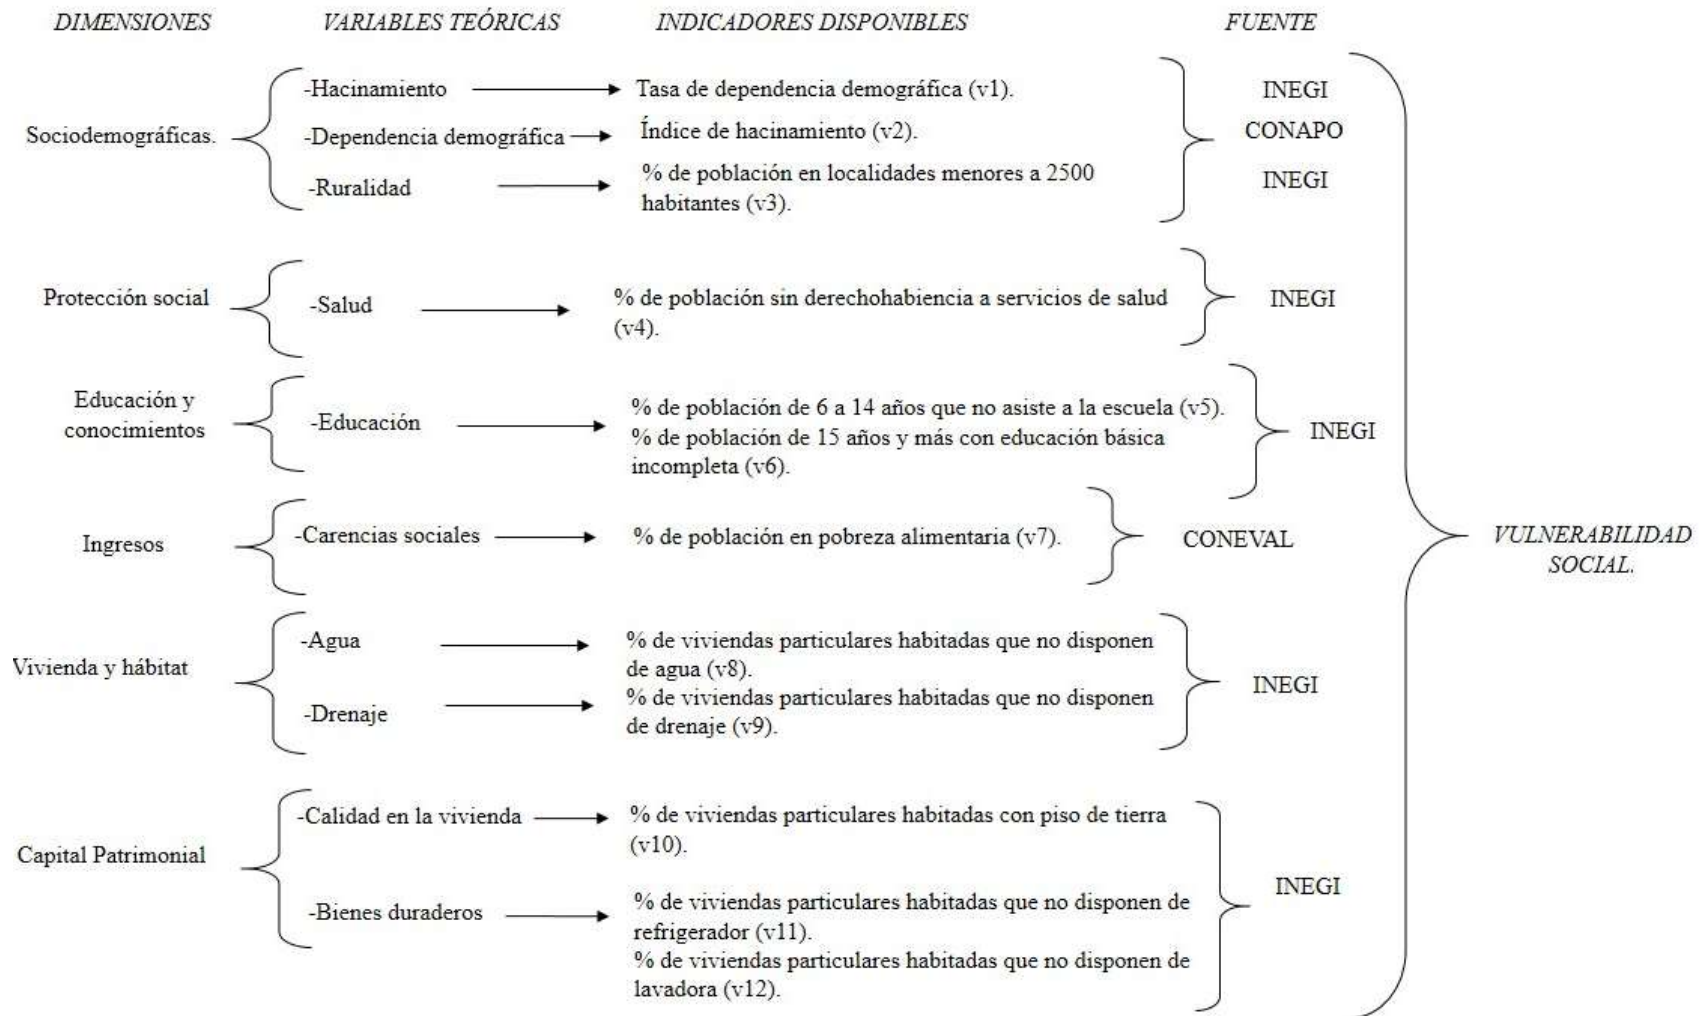 DIMENSIONES VARIABLES TEÓRICAS INDICADORES DISPONIBLES FUENTE
Sociodemográficas.
-Hacinamiento
Tasa de dependencia demográfica (v1).
INEGI
-Dependencia demográfica
Índice de hacinamiento (v2).
CONAPO
-Ruralidad
% de población en localidades menores a 2500
habitantes (v3).
INEGI
Protección social
-Salud
% de población sin derechohabiencia a servicios de salud
(v4).
INEGI
Educación y
conocimientos
-Educación
% de población de 6 a 14 años que no asiste a la escuela (v5).
% de población de 15 años y más con educación básica
incompleta (v6).
INEGI
Ingresos
-Carencias sociales
% de población en pobreza alimentaria (v7).
CONEVAL
Vivienda y hábitat
-Agua
% de viviendas particulares habitadas que no disponen
de agua (v8).
-Drenaje
% de viviendas particulares habitadas que no disponen
de drenaje (v9).
INEGI
Capital Patrimonial
-Calidad en la vivienda
% de viviendas particulares habitadas con piso de tierra
(v10).
-Bienes duraderos
% de viviendas particulares habitadas que no disponen de
refrigerador (v11).
% de viviendas particulares habitadas que no disponen de
lavadora (v12).
INEGI
VULNERABILIDAD
SOCIAL.